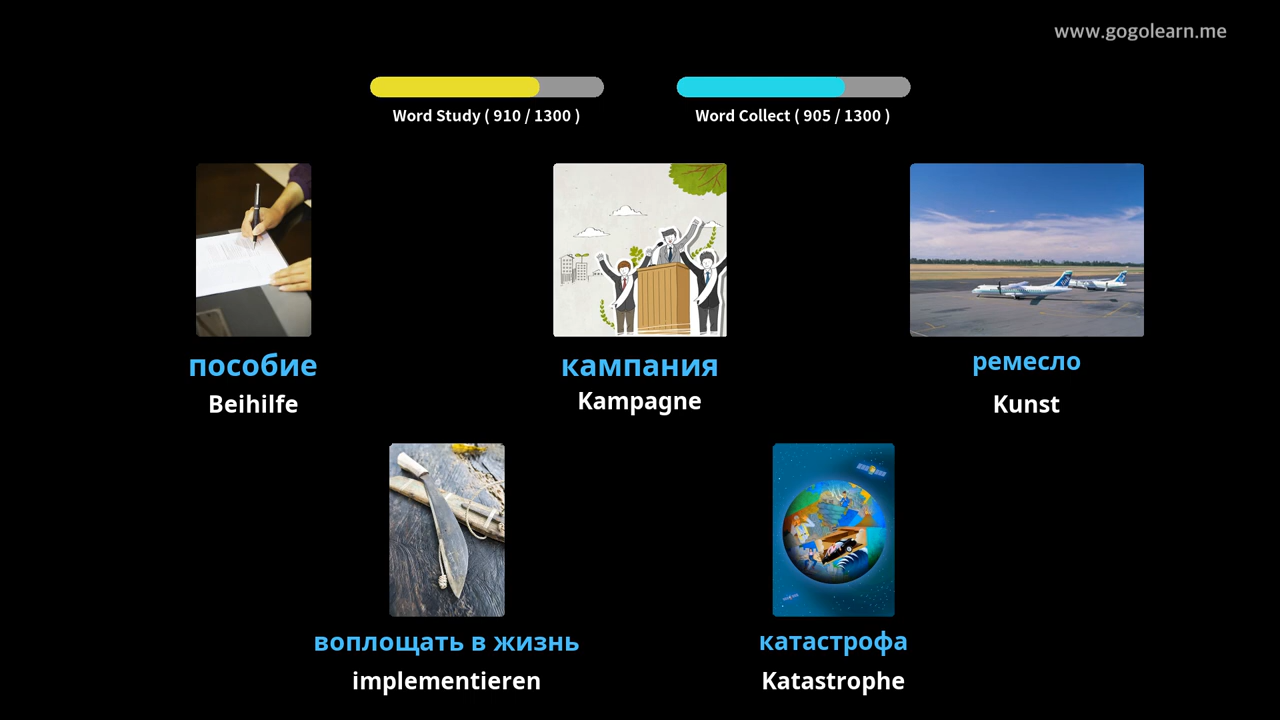 www.gogolearn.me
Word Study ( 910 / 1300 )
Word Collect ( 905 / 1300 )
пособие
Beihilfe
кампания
Kampagne
ремесло
Kunst
воплощать в жизнь
implementieren
катастрофа
Katastrophe